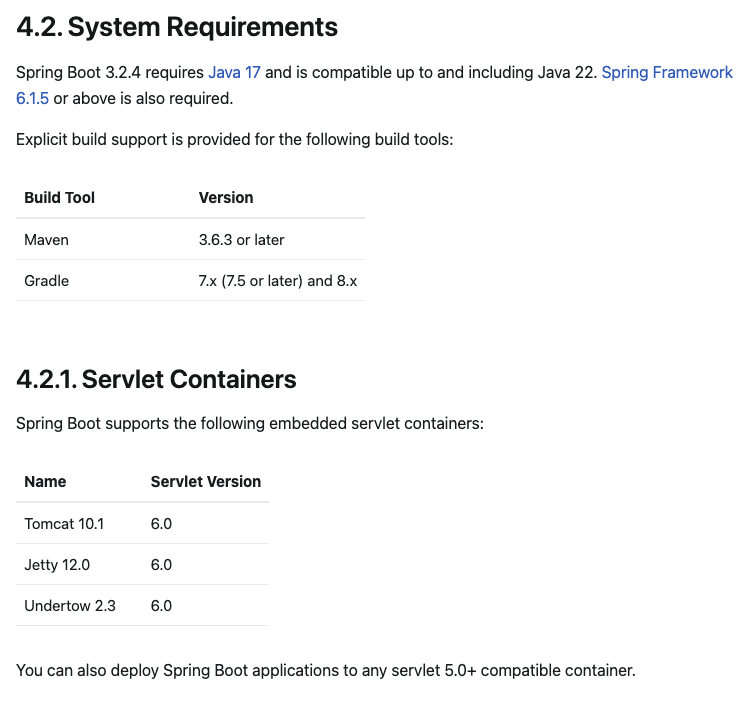 4.2. System Requirements
Spring Boot 3.2.4 requires Java 17 and is compatible up to and including Java 22. Spring Framework
6.1.5 or above is also required.
Explicit build support is provided for the following build tools:
Build Tool Version
Maven 3.6.3 or later
Gradle 7.x (7.5 or later) and 8.x
4.2.1. Servlet Containers
Spring Boot supports the following embedded servlet containers:
Name Servlet Version
Tomcat 10.1 6.0
Jetty 12.0 6.0
Undertow 2.3 6.0
You can also deploy Spring Boot applications to any servlet 5.0+ compatible container.